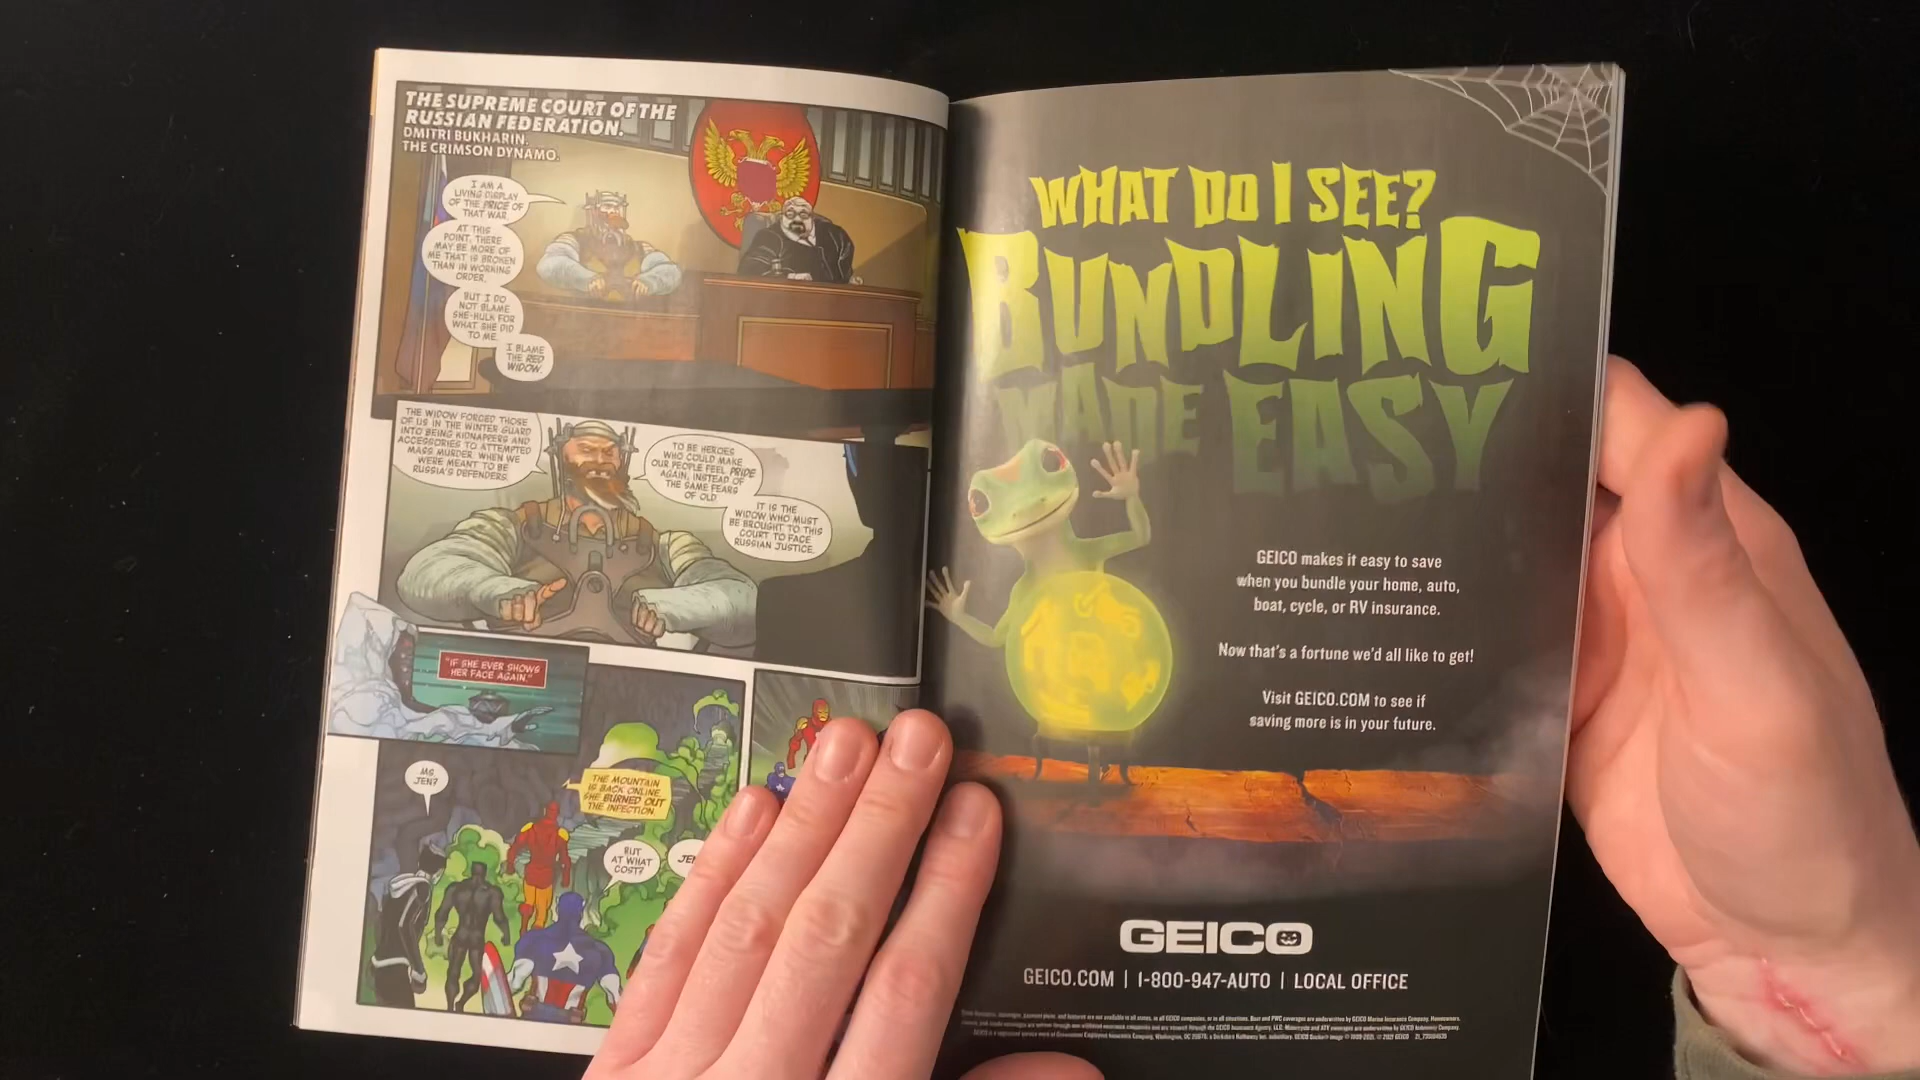 THE SUPREME COURT OF THE
RUSSIAN FEDERATION.
DMITRI BUKHARIN.
THE CRIMSON DYNAMO.
I AM A
LIVING DISPLAY
OF THE PRICE OF
THAT WAR.
AT THIS
POINT, THERE
MAY BE MORE OF
ME THAT IS BROKEN
THAN IN WORKING
ORDER.
BUT I DO
NOT BLAME
SHE-HULK FOR
WHAT SHE DID
TO ME.
I BLAME
THE RED
WIDOW.
THE WIDOW FORCED THOSE
OF US IN THE WINTER GUARD
INTO BEING KIDNAPPERS AND
ACCESSORIES TO ATTEMPTED
MASS MURDER, WHEN WE
WERE MEANT TO BE
RUSSIA'S DEFENDERS.
TO BE HEROES
WHO COULD MAKE
OUR PEOPLE FEEL PRIDE
AGAIN, INSTEAD OF
THE SAME FEARS
OF OLD.
IT IS THE
WIDOW WHO MUST
BE BROUGHT TO THIS
COURT TO FACE
RUSSIAN JUSTICE.
"IF SHE EVER SHOWS
HER FACE AGAIN."
MS.
JEN?
THE MOUNTAIN
IS BACK ONLINE.
SHE BURNED OUT
THE INFECTION.
BUT
AT WHAT
COST?
JEN
WHAT DO I SEE?
BUNDLING
MADE EASY
GEICO makes it easy to save
when you bundle your home, auto,
boat, cycle, or RV insurance.
Now that's a fortune we'd all like to get!
Visit GEICO.COM to see if
saving more is in your future.
GEICO
GEICO.COM | 1-800-947-AUTO | LOCAL OFFICE